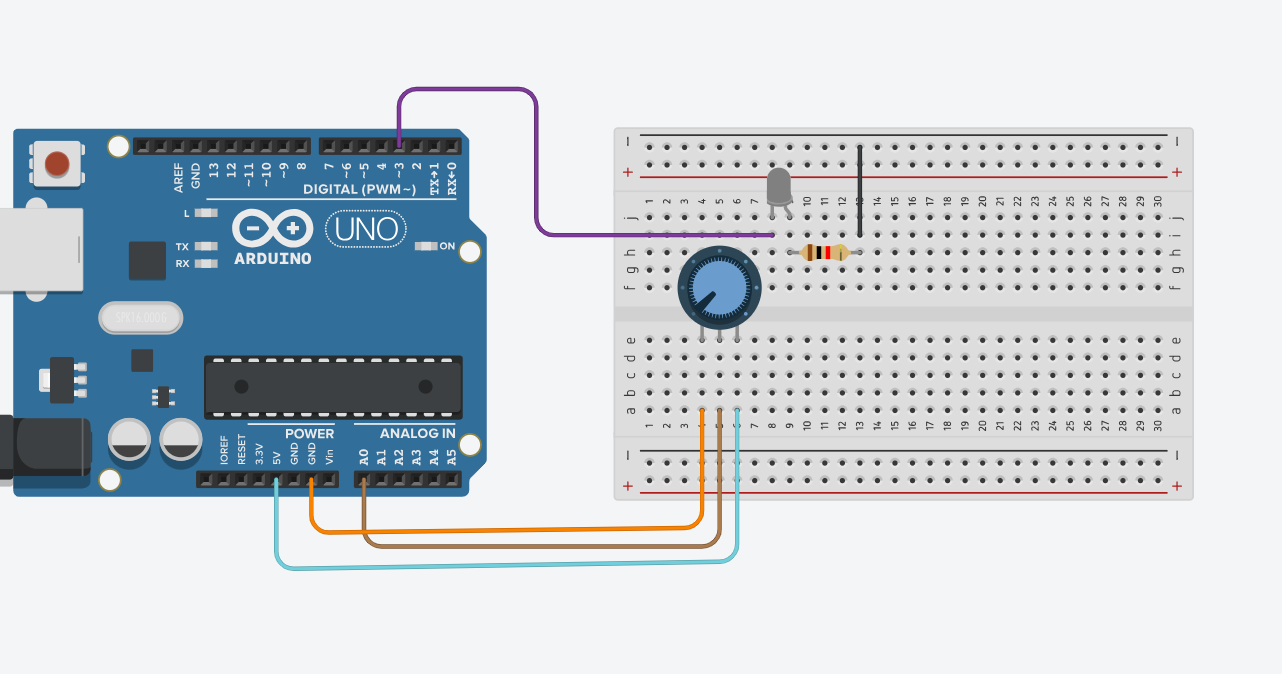 AREF GND 13 12 ~11 ~10 ~9 8 7 ~6 ~5 4 ~3 2 TX→1 RX←0
DIGITAL (PWM~)
L
TX
RX
UNO
ON
ARDUINO
SPK16.000G
POWER
ANALOG IN
IOREF RESET 3.3V 5V GND GND Vin A0 A1 A2 A3 A4 A5
− −
+ +
1 2 3 4 5 6 7 10 11 12 13 14 15 16 17 18 19 20 21 22 23 24 25 26 27 28 29 30
j j
i i
h h
g g
f f
e e
d d
c c
b b
a a
1 2 3 4 5 6 7 8 9 10 11 12 13 14 15 16 17 18 19 20 21 22 23 24 25 26 27 28 29 30
− −
+ +